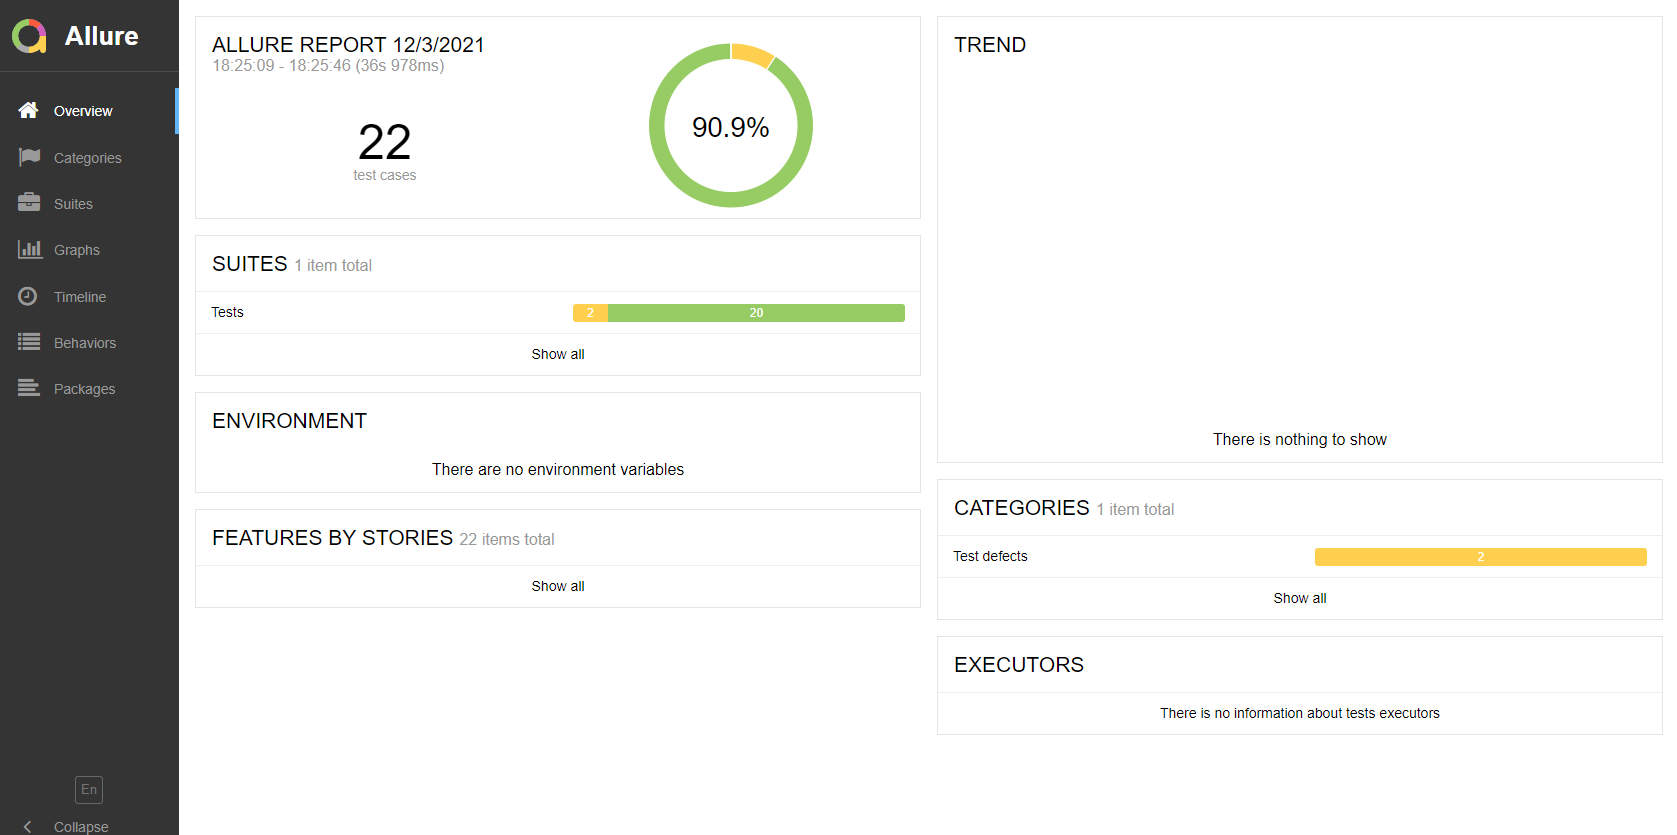 Allure
Overview
Categories
Suites
Graphs
Timeline
Behaviors
Packages
En
Collapse
ALLURE REPORT 12/3/2021
18:25:09 - 18:25:46 (36s 978ms)
22
test cases
90.9%
SUITES 1 item total
Tests 2 20
Show all
ENVIRONMENT
There are no environment variables
FEATURES BY STORIES 22 items total
Show all
TREND
There is nothing to show
CATEGORIES 1 item total
Test defects 2
Show all
EXECUTORS
There is no information about tests executors